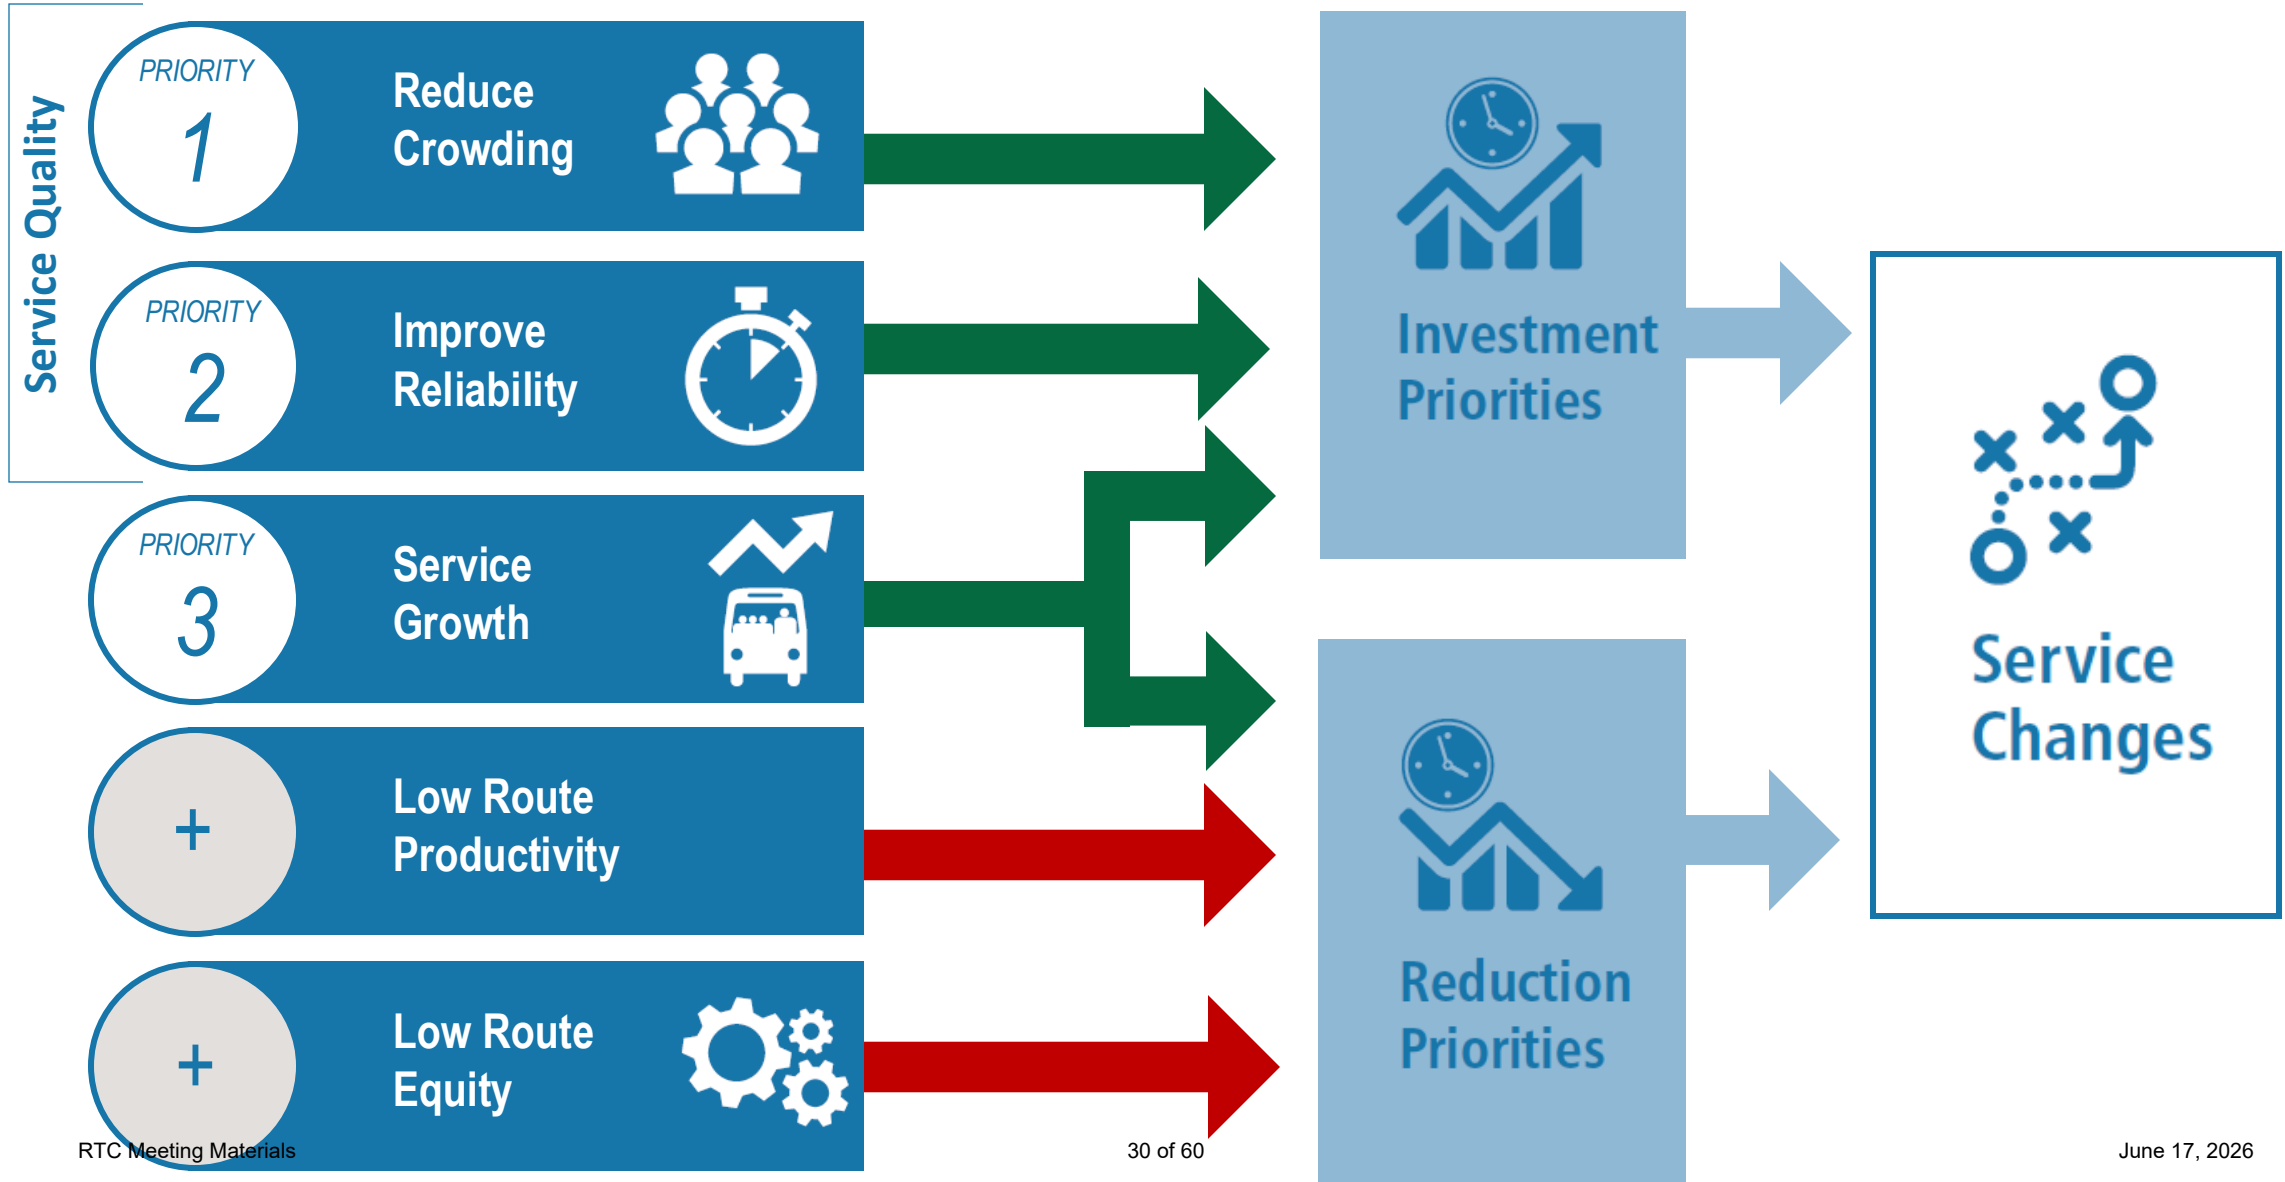 Service Quality
PRIORITY
1
Reduce
Crowding
PRIORITY
2
Improve
Reliability
PRIORITY
3
Service
Growth
+
Low Route
Productivity
+
Low Route
Equity
Investment
Priorities
Reduction
Priorities
Service
Changes
RTC Meeting Materials
30 of 60
June 17, 2026